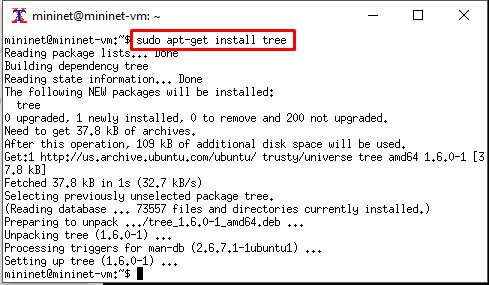 mininet@mininet-vm: ~
mininet@mininet-vm:~$ sudo apt-get install tree
Reading package lists... Done
Building dependency tree
Reading state information... Done
The following NEW packages will be installed:
  tree
0 upgraded, 1 newly installed, 0 to remove and 200 not upgraded.
Need to get 37.8 kB of archives.
After this operation, 109 kB of additional disk space will be used.
Get:1 http://us.archive.ubuntu.com/ubuntu/ trusty/universe tree amd64 1.6.0-1 [3
7.8 kB]
Fetched 37.8 kB in 1s (32.7 kB/s)
Selecting previously unselected package tree.
(Reading database ... 73557 files and directories currently installed.)
Preparing to unpack .../tree_1.6.0-1_amd64.deb ...
Unpacking tree (1.6.0-1) ...
Processing triggers for man-db (2.6.7.1-1ubuntu1) ...
Setting up tree (1.6.0-1) ...
mininet@mininet-vm:~$